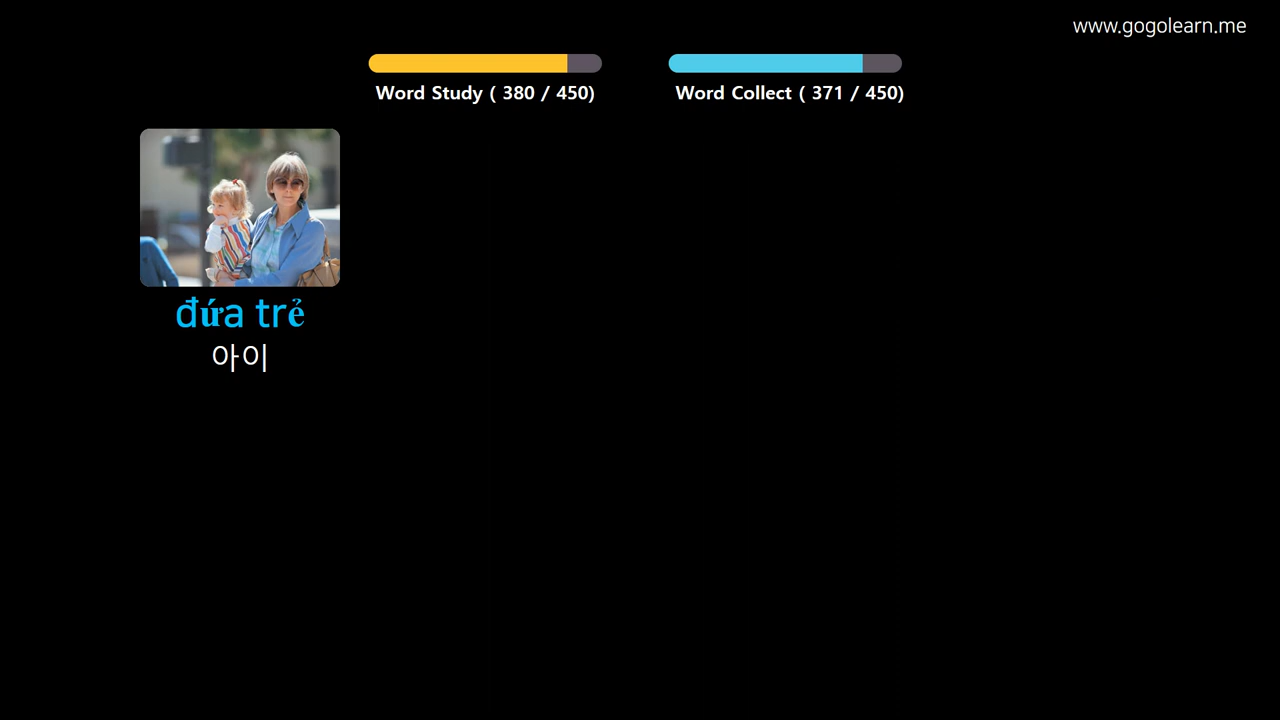 www.gogolearn.me
Word Study ( 380 / 450)
Word Collect ( 371 / 450)
đứa trẻ
아이